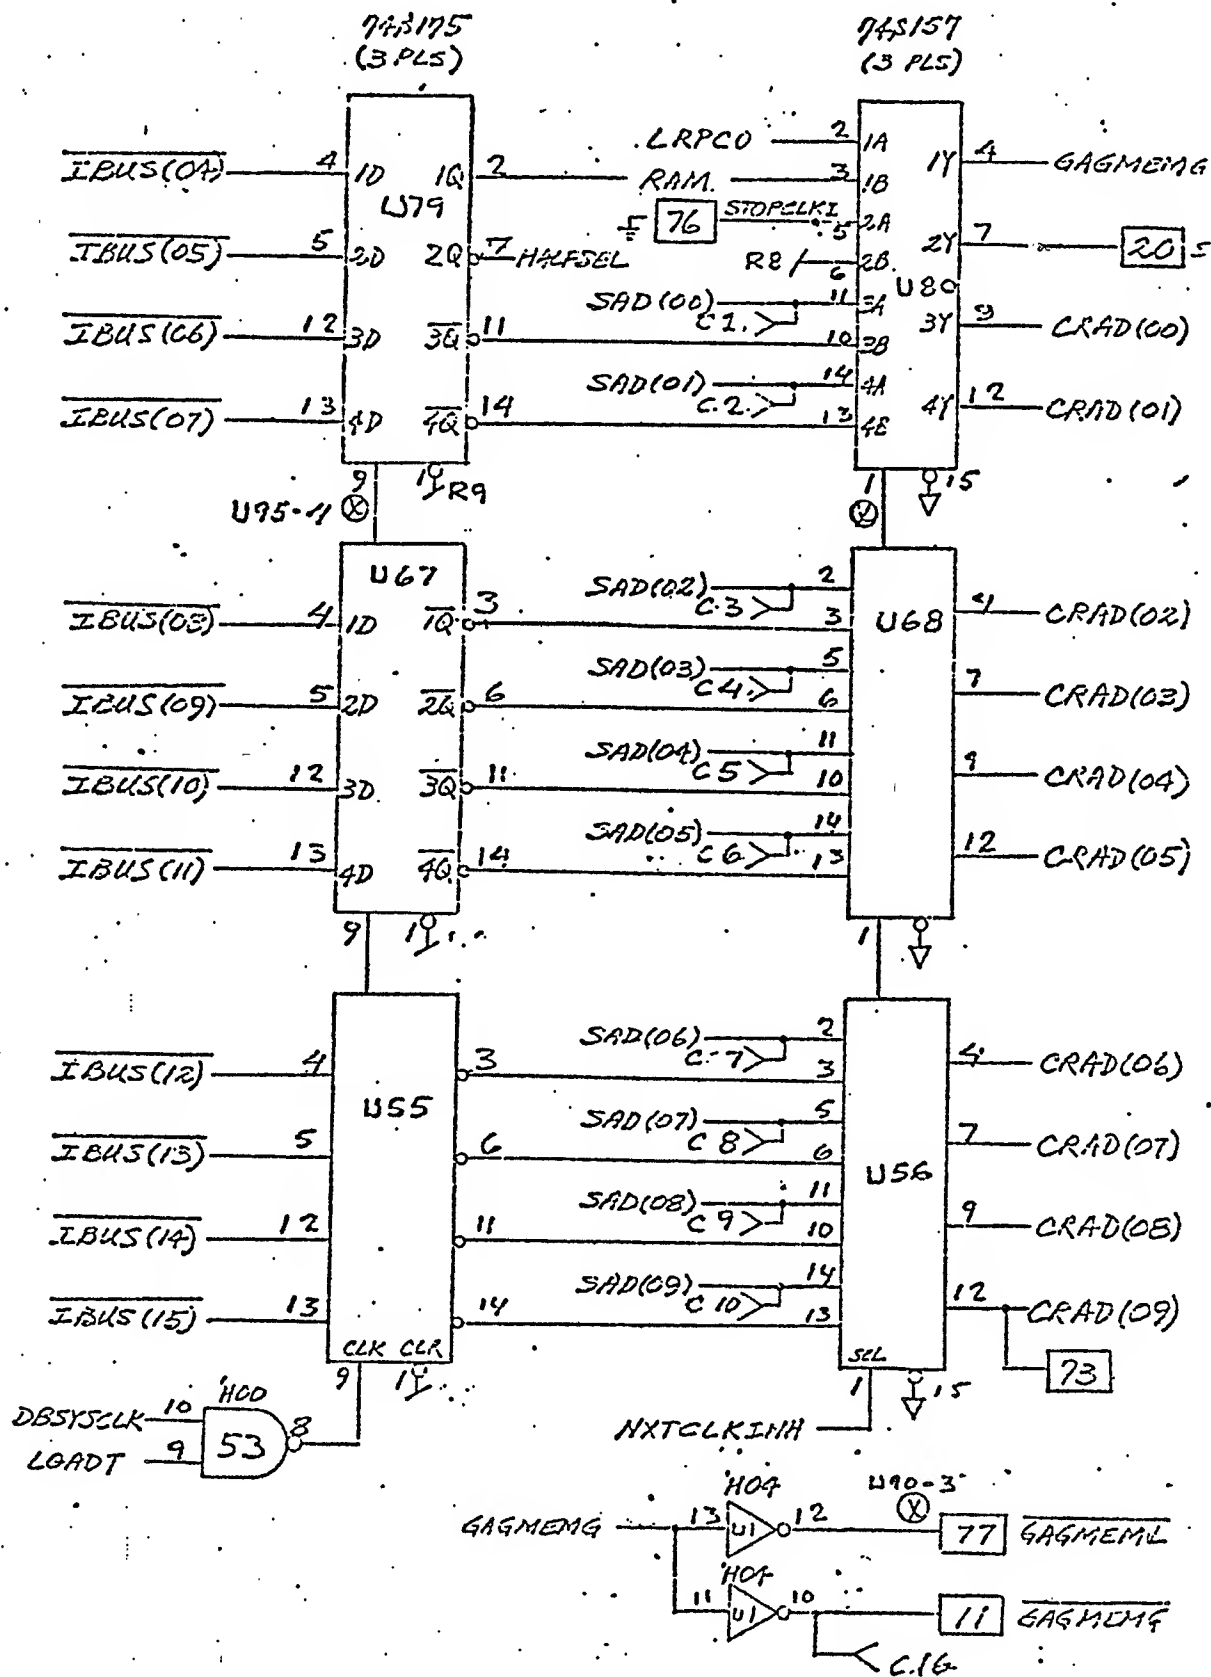 74S175 74S157
(3 PLS) (3 PLS)
IBUS(04) 4 1D 1Q 2 RAM. 3 1B
LRPCO 2 1A 1Y 4 GAGMEMG
U79
76 STOPCLKI 5 2A
IBUS(05) 5 2D 2Q 7 HALFSEL 2Y 7 20
R8 6 2B
U80
SAD(00) 11 3A
C1.
IBUS(06) 12 3D 3Q 11 10 3B 3Y 9 CRAD(00)
SAD(01) 14 4A
C.2.
IBUS(07) 13 4D 4Q 14 13 4B 4Y 12 CRAD(01)
9 1 R9 1 15
U95-4 X X
U67
SAD(02) 2
C.3
IBUS(08) 4 1D 1Q 3 3 U68 4 CRAD(02)
SAD(03) 5
C4.
IBUS(09) 5 2D 2Q 6 6 7 CRAD(03)
SAD(04) 11
C5
IBUS(10) 12 3D 3Q 11 10 9 CRAD(04)
SAD(05) 14
C6
IBUS(11) 13 4D 4Q 14 13 12 CRAD(05)
9 1 1
SAD(06) 2
C.7
IBUS(12) 4 3 3 4 CRAD(06)
U55
SAD(07) 5
C8
IBUS(13) 5 6 6 U56 7 CRAD(07)
SAD(08) 11
C9
IBUS(14) 12 11 10 9 CRAD(08)
SAD(09) 14
C10
IBUS(15) 13 14 13 12 CRAD(09)
CLK CLR SCL
9 1 1 15 73
H00
DBSYSCLK 10
53 8
LOADT 9
NXTCLKINH
H04 U90-3
GAGMEMG 13 U1 12 X 77 GAGMEML
H04
11 U1 10 11 GAGMEMG
C.16